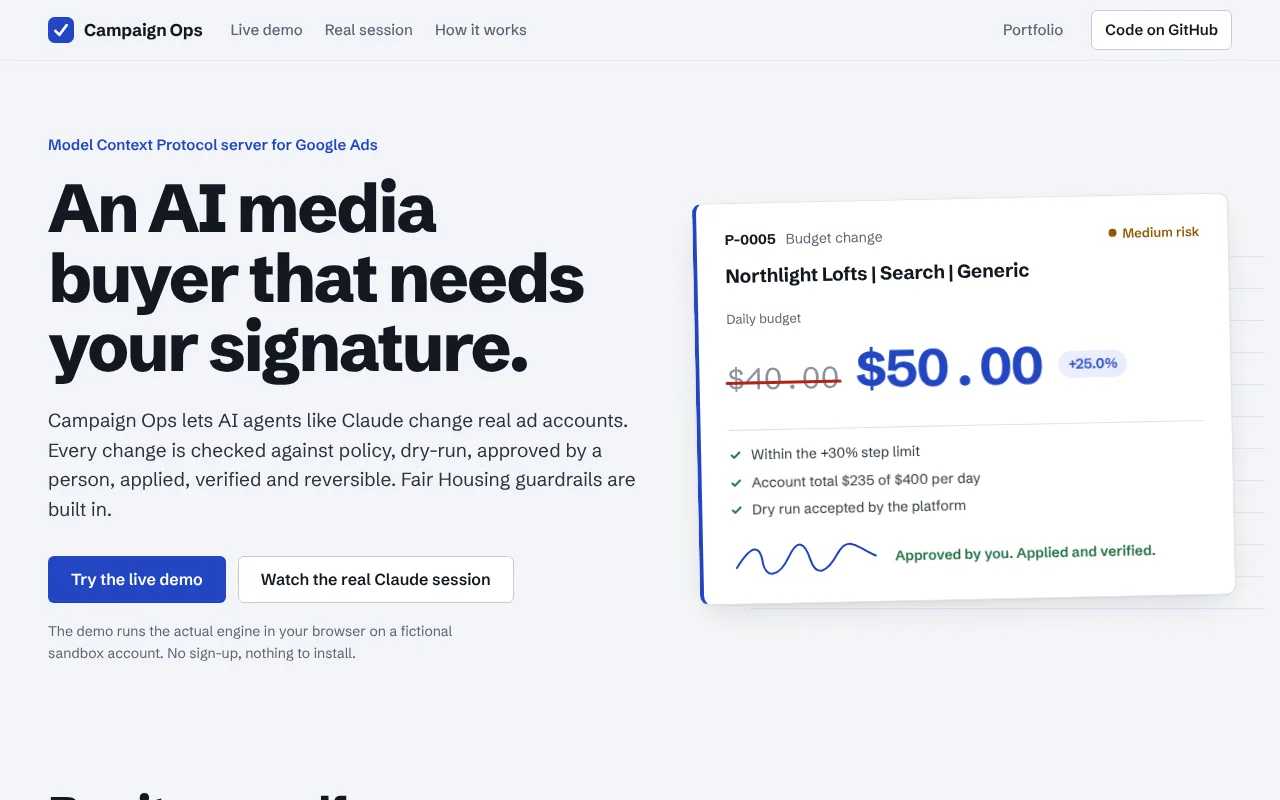 Campaign Ops
Live demo
Real session
How it works
Portfolio
Code on GitHub
Model Context Protocol server for Google Ads
An AI media
buyer that needs
your signature.
Campaign Ops lets AI agents like Claude change real ad accounts.
Every change is checked against policy, dry-run, approved by a
person, applied, verified and reversible. Fair Housing guardrails are
built in.
Try the live demo
Watch the real Claude session
The demo runs the actual engine in your browser on a fictional
sandbox account. No sign-up, nothing to install.
P-0005 Budget change
Medium risk
Northlight Lofts | Search | Generic
Daily budget
$40.00 $50.00 +25.0%
Within the +30% step limit
Account total $235 of $400 per day
Dry run accepted by the platform
Approved by you. Applied and verified.